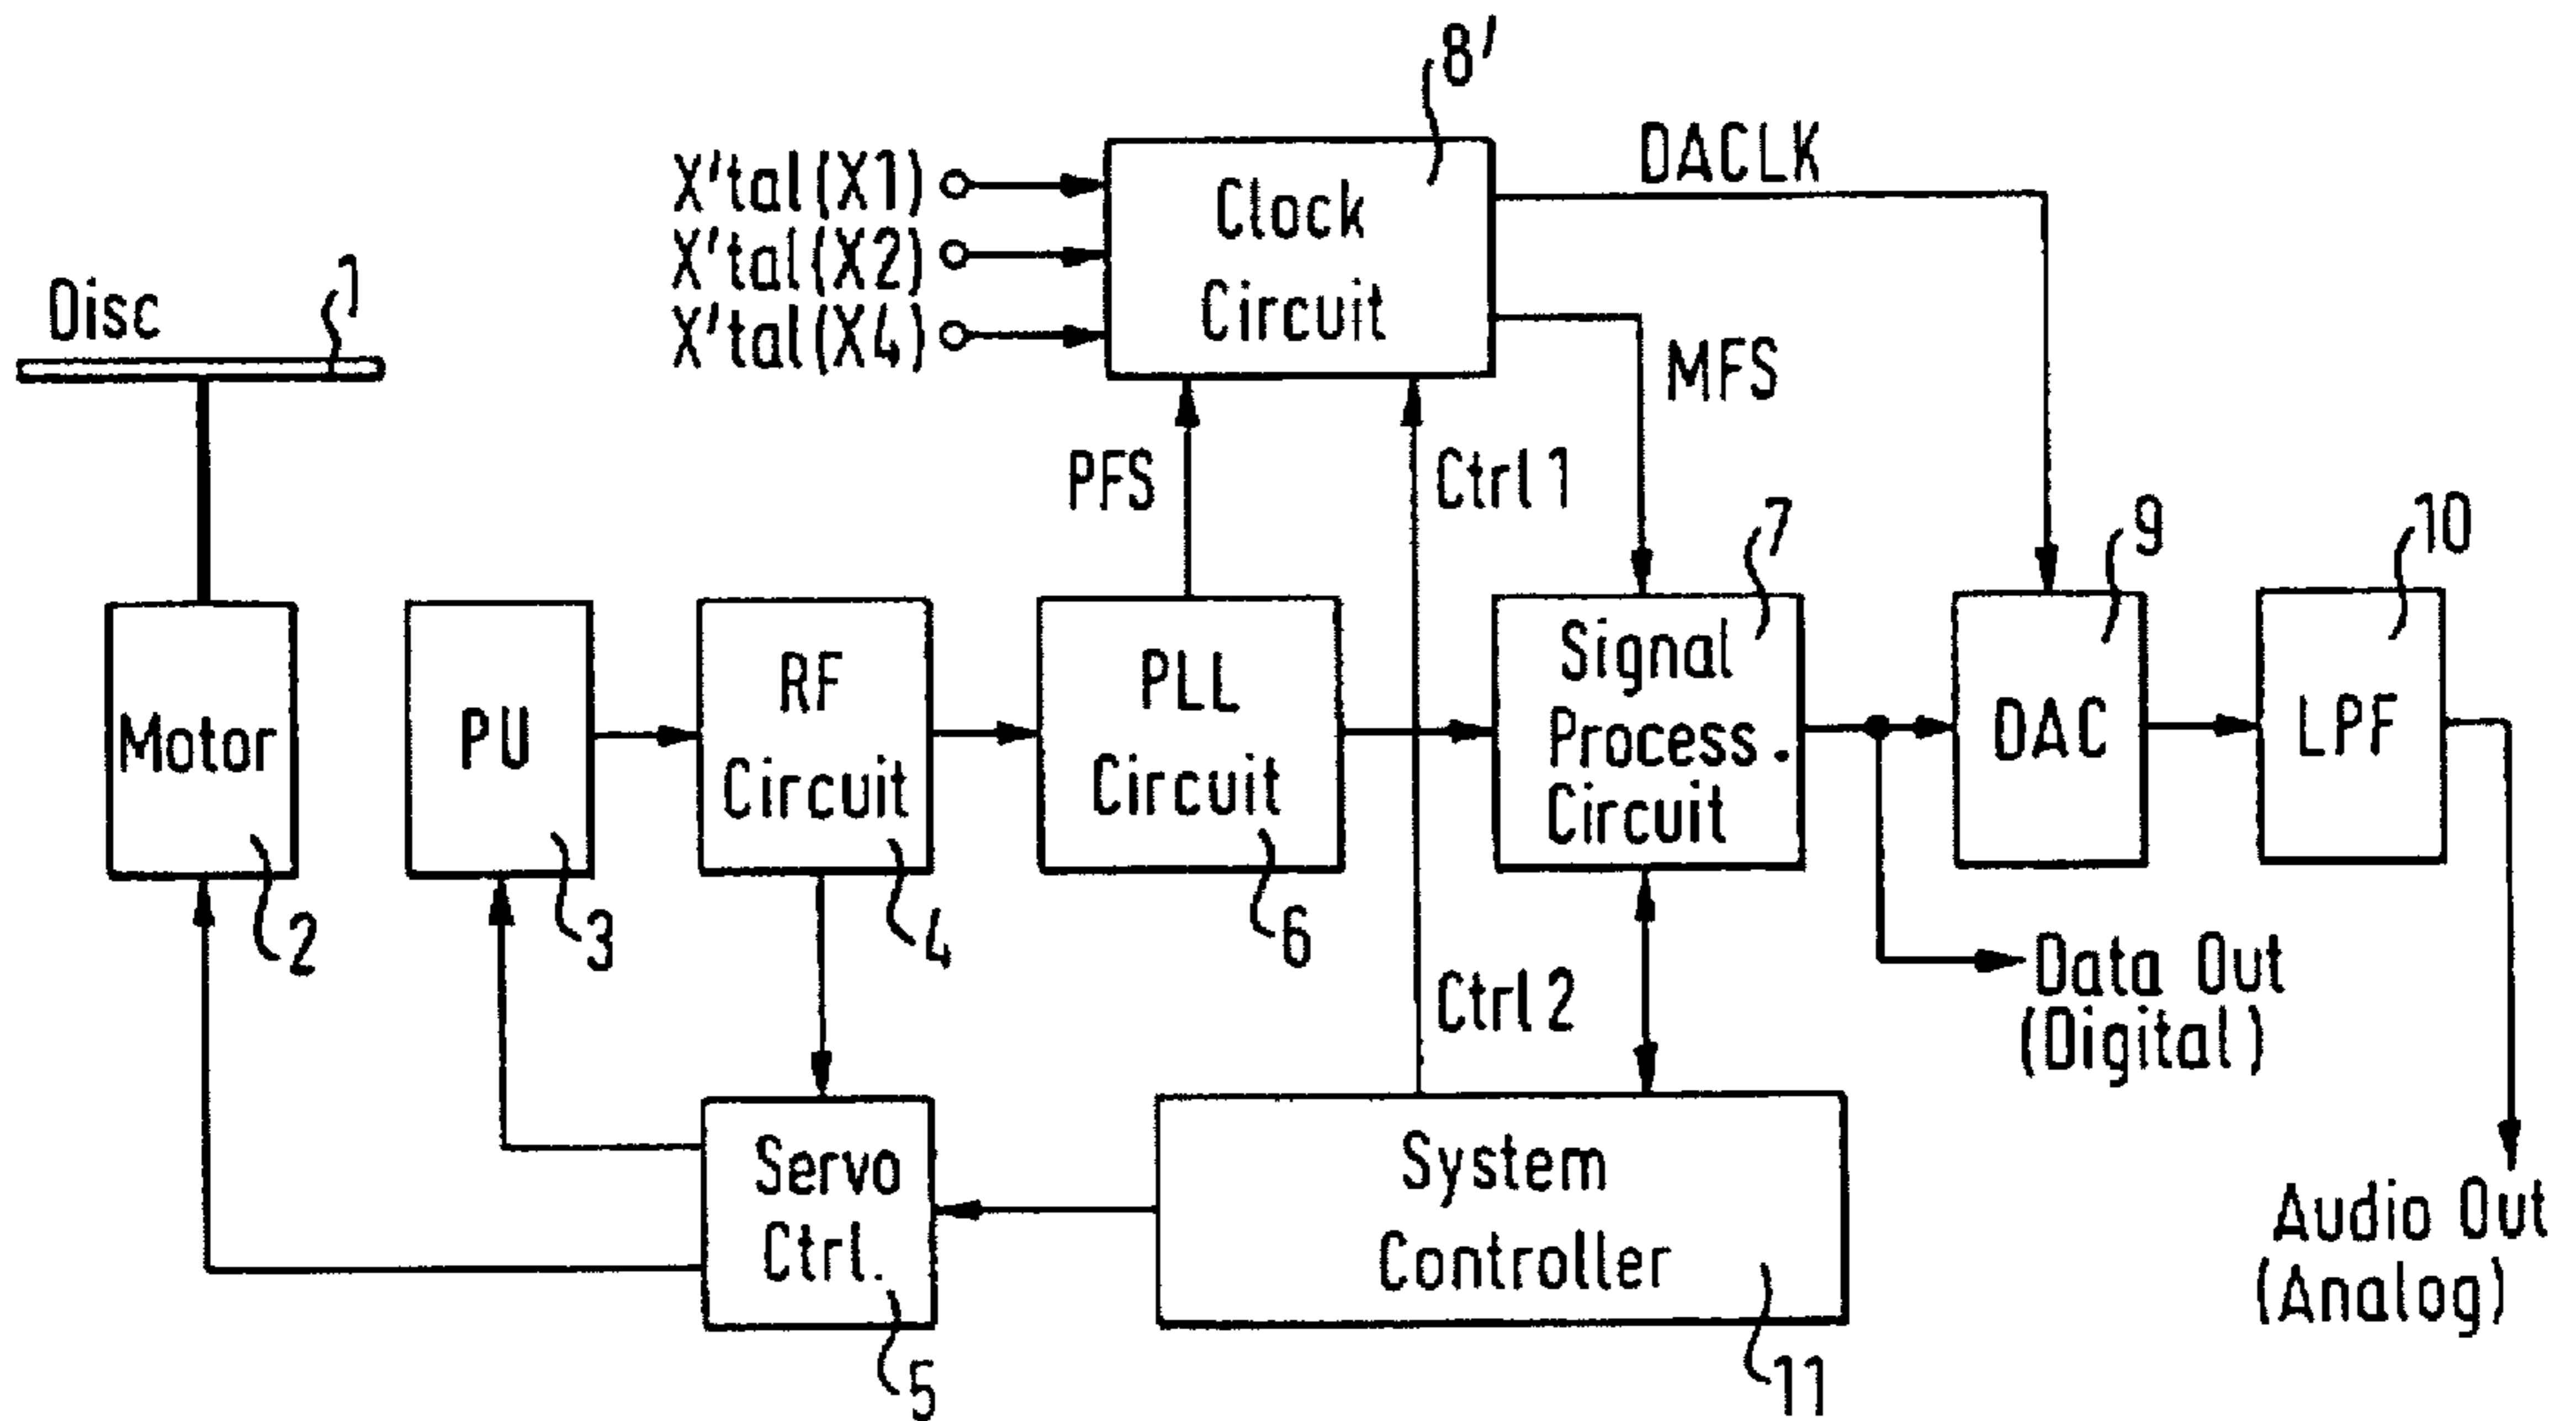 8'
X'tal(X1)
X'tal(X2)
X'tal(X4)
Clock
Circuit
DACLK
MFS
Disc
1
PFS
Ctrl 1
7
9
10
Motor
2
PU
3
RF
Circuit
4
PLL
Circuit
6
Signal
Process.
Circuit
DAC
LPF
Ctrl 2
Data Out
(Digital)
Servo
Ctrl.
5
System
Controller
11
Audio Out
(Analog)